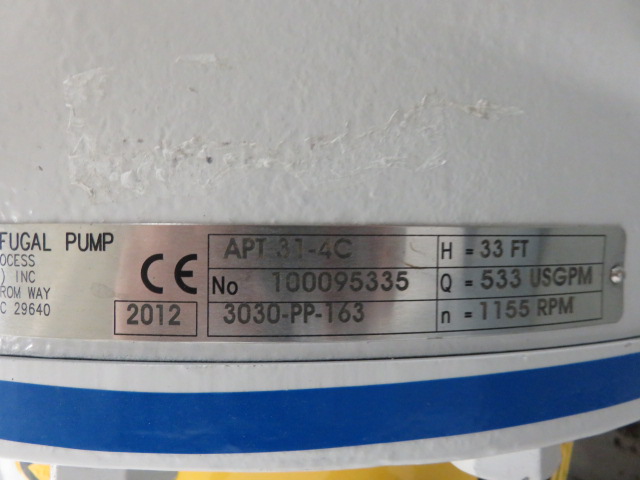 FUGAL PUMP
OCESS
) INC
ROM WAY
C 29640
CE
2012
APT 31-4C
No 100095335
3030-PP-163
H = 33 FT
Q = 533 USGPM
n = 1155 RPM